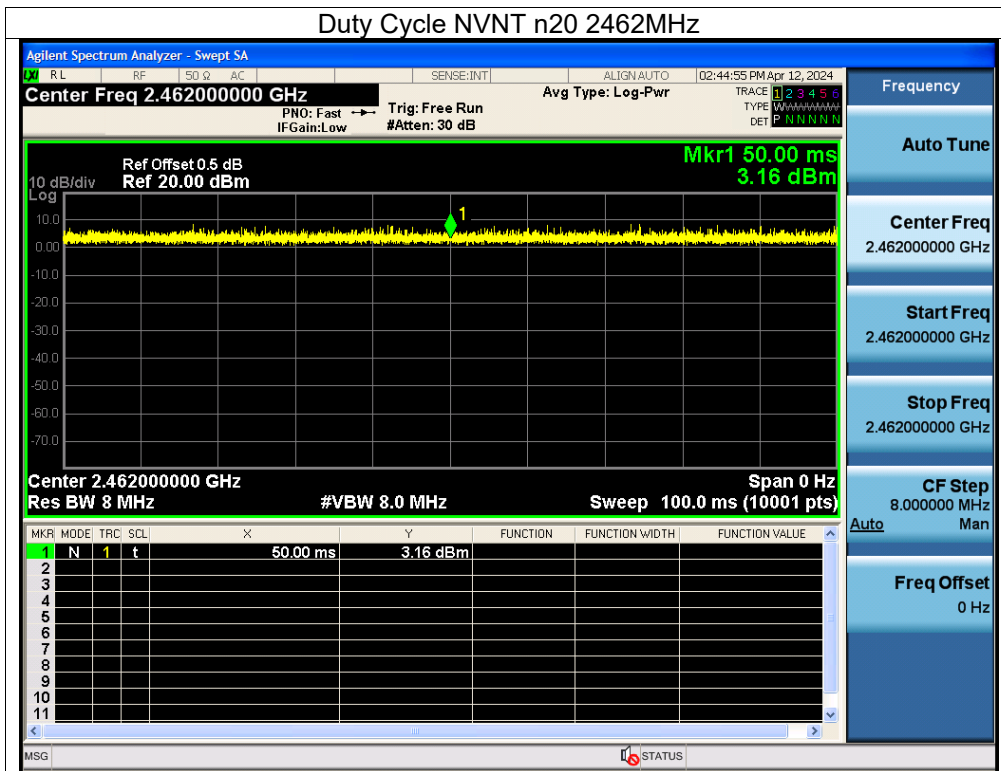 Duty Cycle NVNT n20 2462MHz
Agilent Spectrum Analyzer - Swept SA
LXI RL RF 50 Ω AC SENSE:INT ALIGN AUTO 02:44:55 PM Apr 12, 2024
Center Freq 2.462000000 GHz Avg Type: Log-Pwr TRACE 1 2 3 4 5 6
PNO: Fast Trig: Free Run TYPE WWWWWW
IFGain:Low #Atten: 30 dB DET P N N N N N
Frequency
Auto Tune
Center Freq
2.462000000 GHz
Start Freq
2.462000000 GHz
Stop Freq
2.462000000 GHz
CF Step
8.000000 MHz
Auto Man
Freq Offset
0 Hz
Mkr1 50.00 ms
3.16 dBm
Ref Offset 0.5 dB
10 dB/div Ref 20.00 dBm
Log
10.0
0.00
-10.0
-20.0
-30.0
-40.0
-50.0
-60.0
-70.0
1
Center 2.462000000 GHz Span 0 Hz
Res BW 8 MHz #VBW 8.0 MHz Sweep 100.0 ms (10001 pts)
MKR MODE TRC SCL X Y FUNCTION FUNCTION WIDTH FUNCTION VALUE
1 N 1 t 50.00 ms 3.16 dBm
2
3
4
5
6
7
8
9
10
11
MSG STATUS